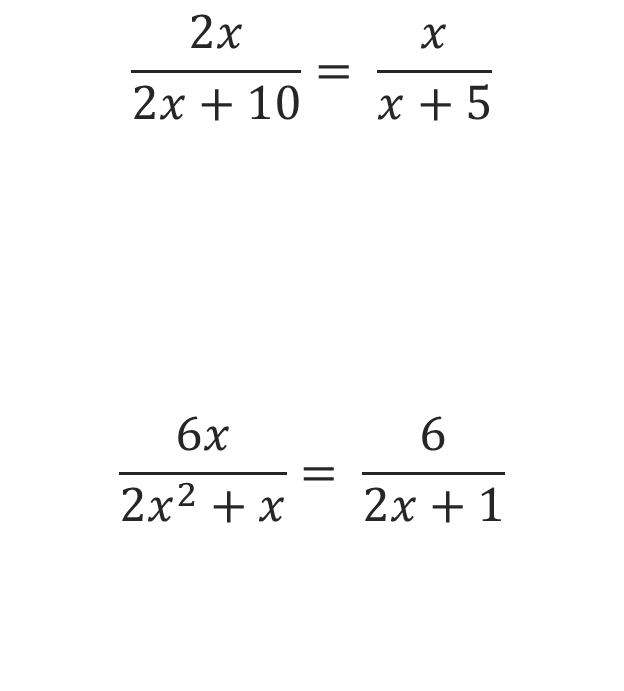 2x/(2x + 10) = x/(x + 5)
6x/(2x² + x) = 6/(2x + 1)